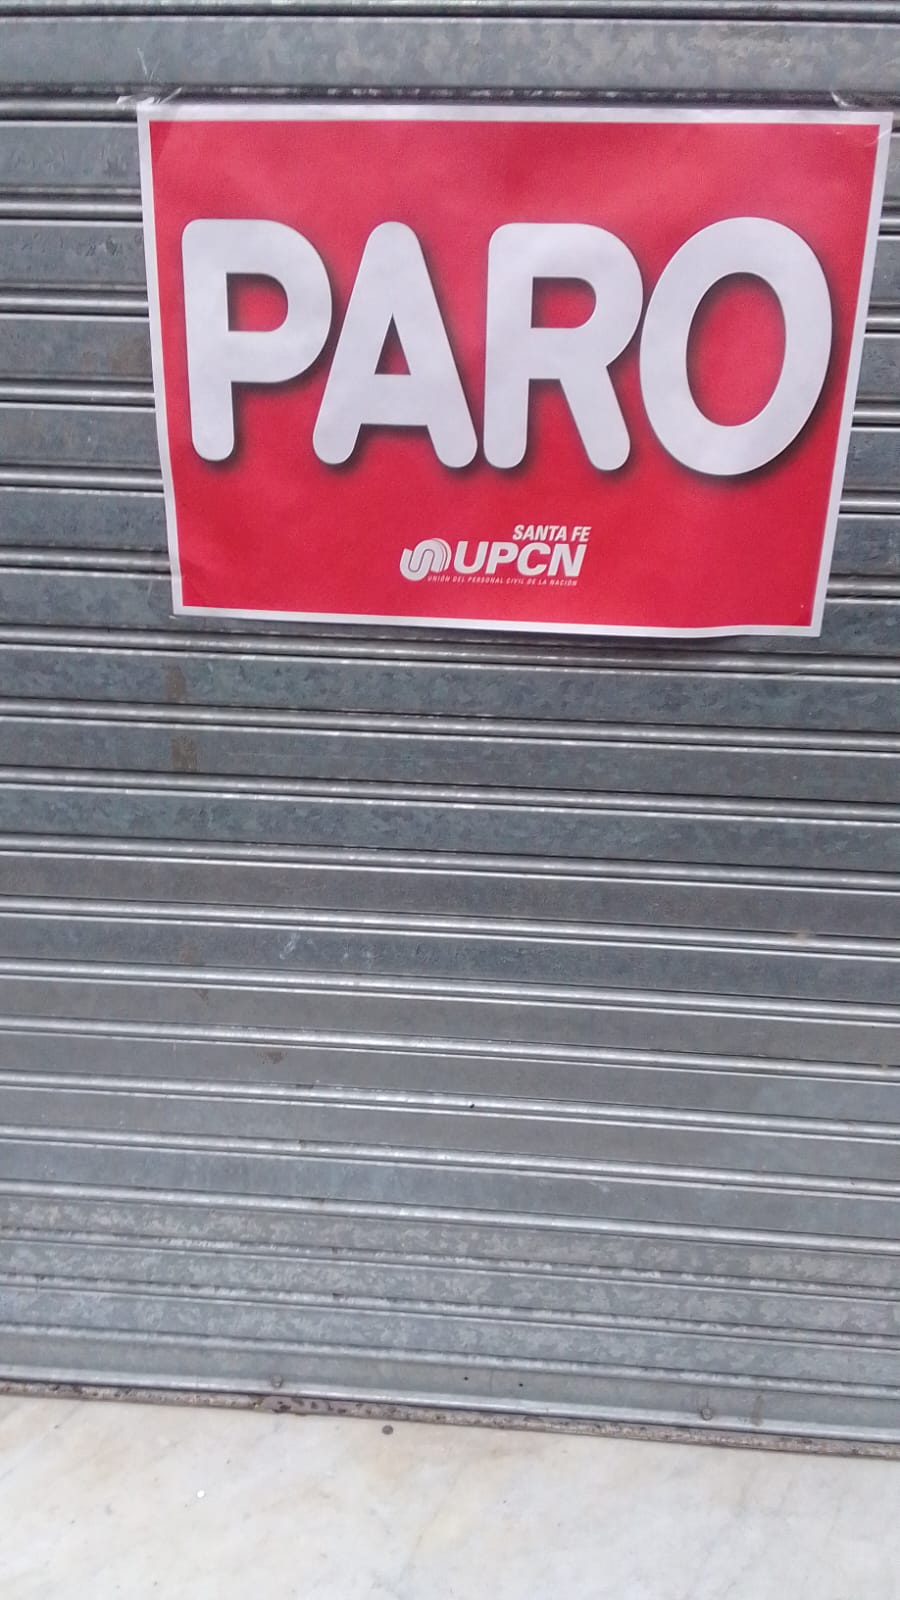 PARO
SANTA FE
UPCN
UNIÓN DEL PERSONAL CIVIL DE LA NACIÓN